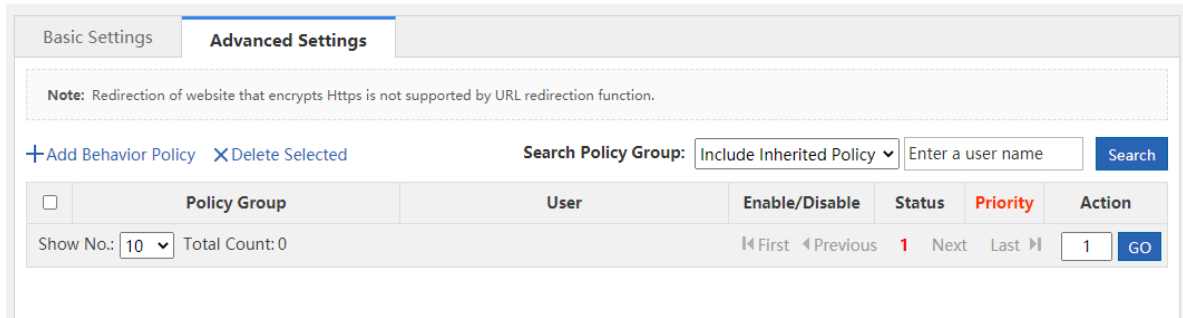 Basic Settings Advanced Settings
Note: Redirection of website that encrypts Https is not supported by URL redirection function.
Add Behavior Policy Delete Selected Search Policy Group: Include Inherited Policy Enter a user name Search
Policy Group User Enable/Disable Status Priority Action
Show No.: 10 Total Count: 0 First Previous 1 Next Last 1 GO